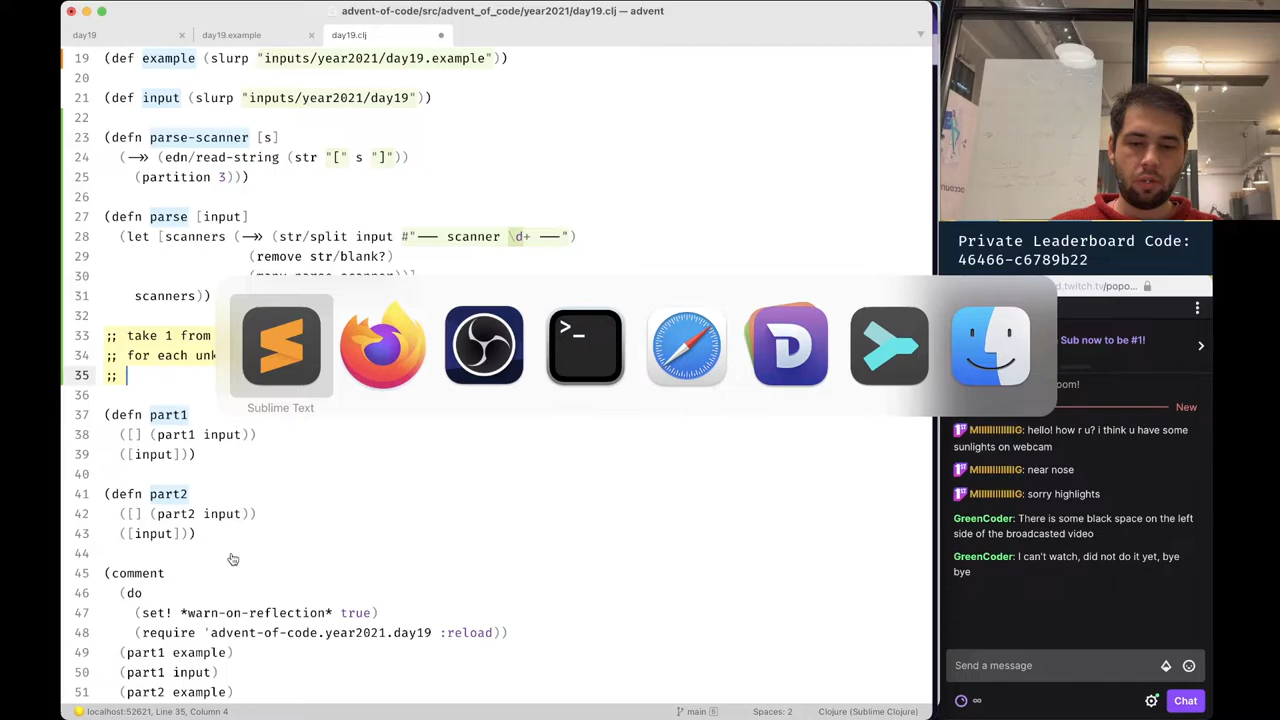 advent-of-code/src/advent_of_code/year2021/day19.clj — advent
day19
day19.example
day19.clj
19 (def example (slurp "inputs/year2021/day19.example"))
20
21 (def input (slurp "inputs/year2021/day19"))
22
23 (defn parse-scanner [s]
24 (->> (edn/read-string (str "[" s "]"))
25 (partition 3)))
26
27 (defn parse [input]
28 (let [scanners (->> (str/split input #"--- scanner \d+ ---")
29 (remove str/blank?)
30
31 scanners))
32
33 ;; take 1 from
34 ;; for each unk
35 ;;
36
37 (defn part1
38 ([] (part1 input))
39 ([input]))
40
41 (defn part2
42 ([] (part2 input))
43 ([input]))
44
45 (comment
46 (do
47 (set! *warn-on-reflection* true)
48 (require 'advent-of-code.year2021.day19 :reload))
49 (part1 example)
50 (part1 input)
51 (part2 example)
Sublime Text
>_
D
localhost:52621, Line 35, Column 4
main 6
Spaces: 2
Clojure (Sublime Clojure)
account
Private Leaderboard Code:
46466-c6789b22
d.twitch.tv/popo...
Sub now to be #1!
oom!
New
hello! how r u? i think u have some
sunlights on webcam
near nose
sorry highlights
GreenCoder: There is some black space on the left
side of the broadcasted video
GreenCoder: I can't watch, did not do it yet, bye
bye
Send a message
Chat